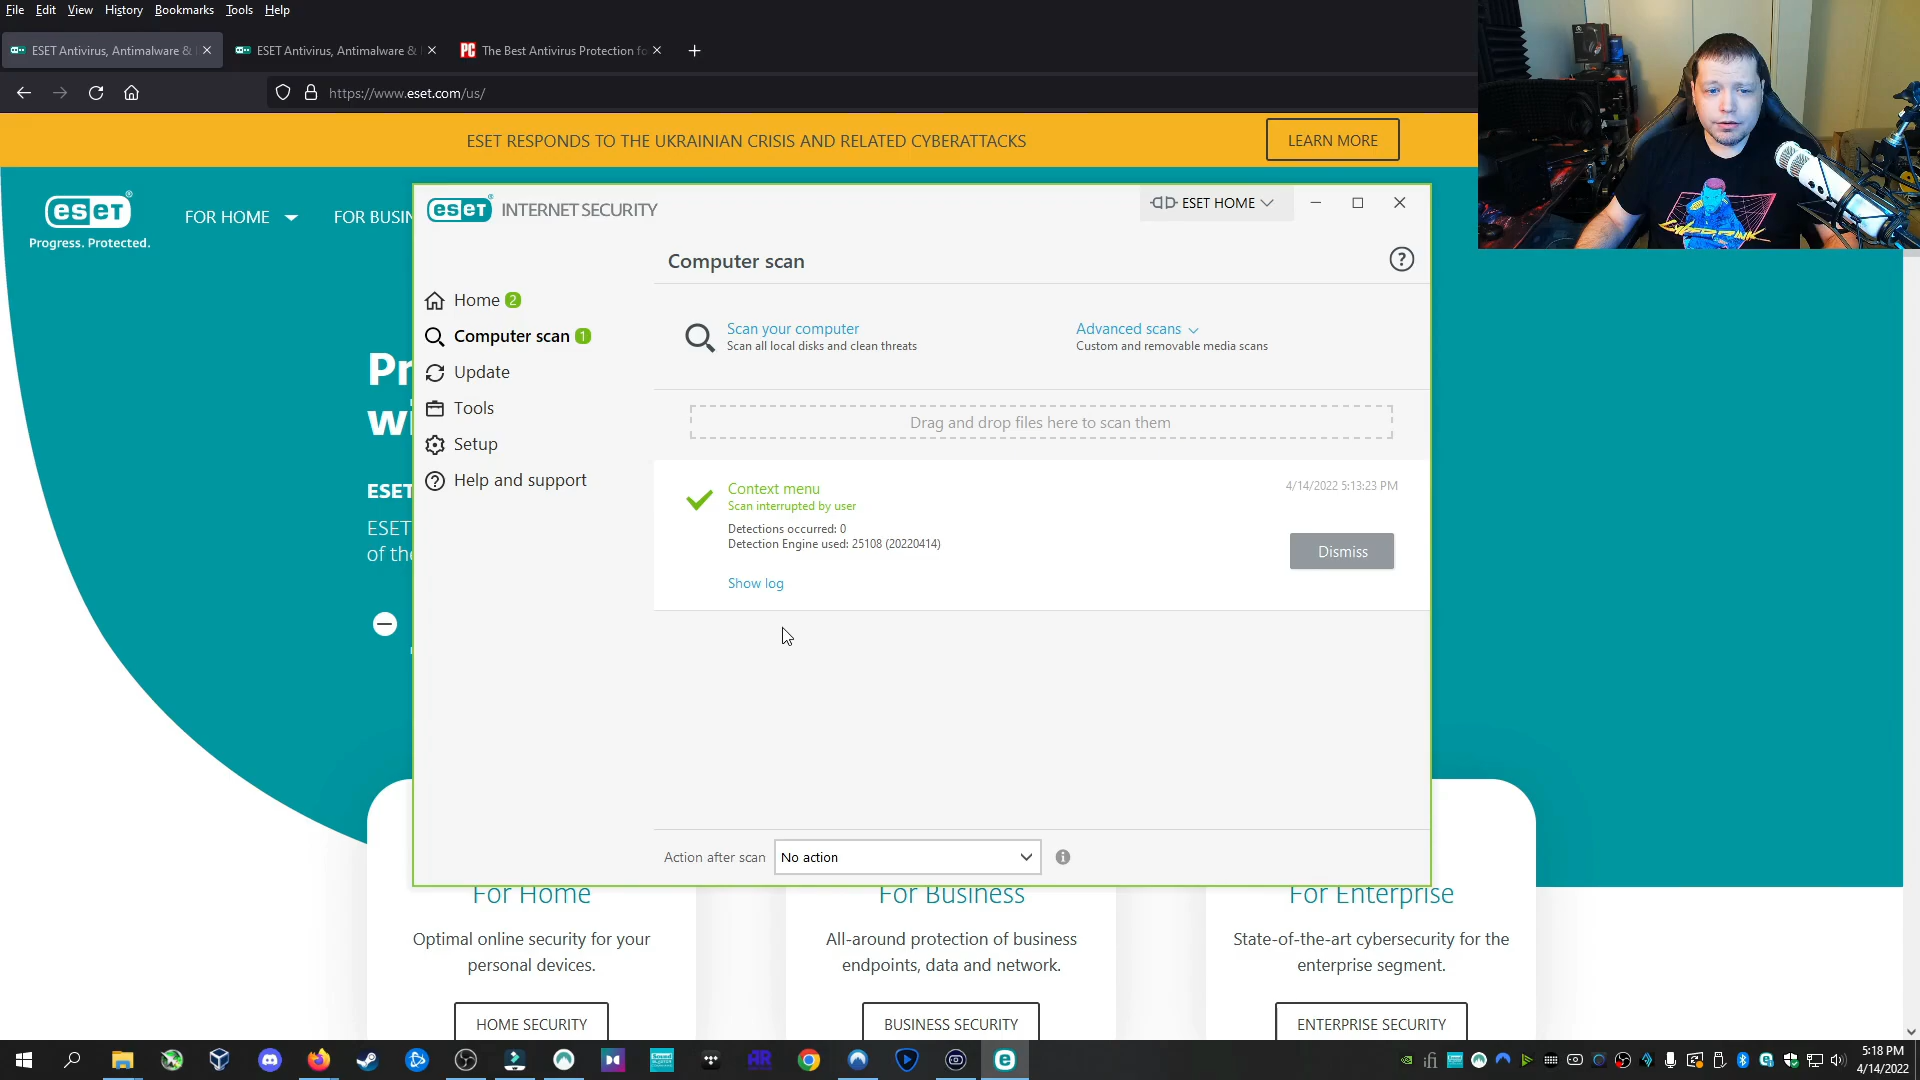 File Edit View History Bookmarks Tools Help
ESET Antivirus, Antimalware &
ESET Antivirus, Antimalware &
PC The Best Antivirus Protection fo
https://www.eset.com/us/
ESET RESPONDS TO THE UKRAINIAN CRISIS AND RELATED CYBERATTACKS
LEARN MORE
eset®
Progress. Protected.
FOR HOME
FOR BUSIN
eset® INTERNET SECURITY
ESET HOME
Computer scan
?
Home 2
Computer scan 1
Update
Tools
Setup
Help and support
Scan your computer
Scan all local disks and clean threats
Advanced scans
Custom and removable media scans
Drag and drop files here to scan them
Context menu
Scan interrupted by user
4/14/2022 5:13:23 PM
Detections occurred: 0
Detection Engine used: 25108 (20220414)
Dismiss
Show log
Action after scan
No action
Pr
wi
ESET
ESET
of the
For Home
Optimal online security for your
personal devices.
HOME SECURITY
For Business
All-around protection of business
endpoints, data and network.
BUSINESS SECURITY
For Enterprise
State-of-the-art cybersecurity for the
enterprise segment.
ENTERPRISE SECURITY
5:18 PM
4/14/2022